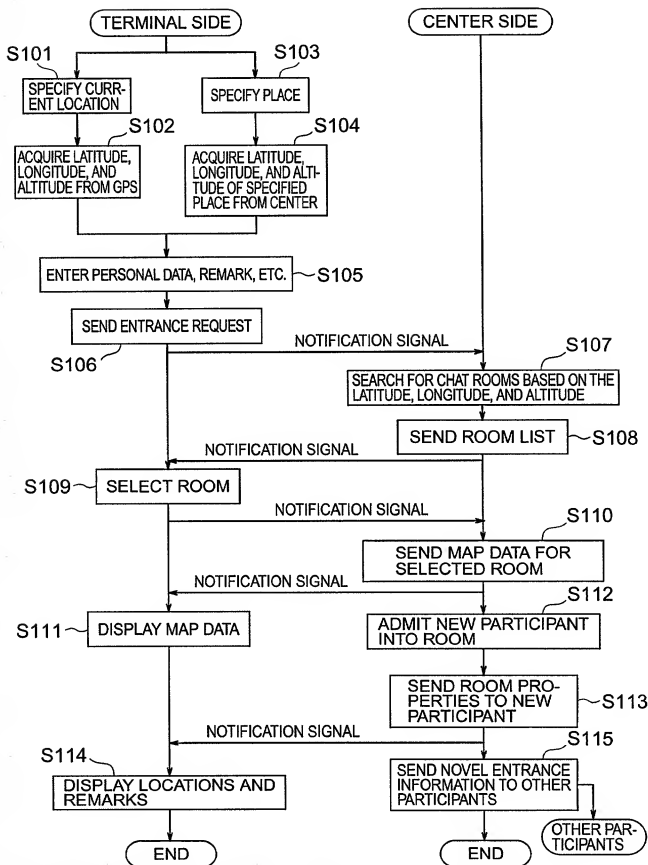 TERMINAL SIDE
CENTER SIDE
S101
S103
SPECIFY CURR-
ENT LOCATION
SPECIFY PLACE
S102
S104
ACQUIRE LATITUDE,
LONGITUDE, AND
ALTITUDE FROM GPS
ACQUIRE LATITUDE,
LONGITUDE, AND ALTI-
TUDE OF SPECIFIED
PLACE FROM CENTER
ENTER PERSONAL DATA, REMARK, ETC.
S105
SEND ENTRANCE REQUEST
S106
NOTIFICATION SIGNAL
S107
SEARCH FOR CHAT ROOMS BASED ON THE
LATITUDE, LONGITUDE, AND ALTITUDE
SEND ROOM LIST
S108
NOTIFICATION SIGNAL
S109
SELECT ROOM
NOTIFICATION SIGNAL
S110
SEND MAP DATA FOR
SELECTED ROOM
NOTIFICATION SIGNAL
S112
S111
DISPLAY MAP DATA
ADMIT NEW PARTICIPANT
INTO ROOM
SEND ROOM PRO-
PERTIES TO NEW
PARTICIPANT
S113
NOTIFICATION SIGNAL
S114
S115
DISPLAY LOCATIONS AND
REMARKS
SEND NOVEL ENTRANCE
INFORMATION TO OTHER
PARTICIPANTS
OTHER PAR-
TICIPANTS
END
END